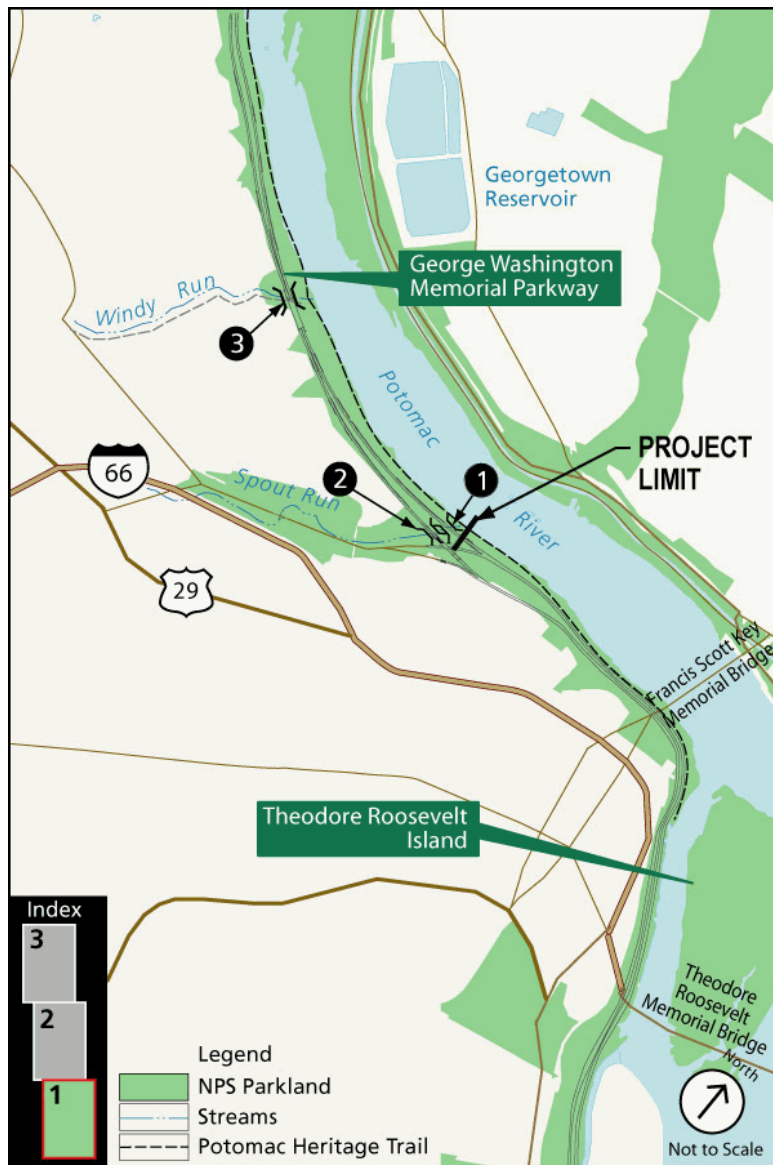 Georgetown
Reservoir
George Washington
Memorial Parkway
Windy Run
3
Potomac
River
PROJECT
LIMIT
66
Spout Run
2
1
29
Francis Scott Key
Memorial Bridge
Theodore Roosevelt
Island
Theodore
Roosevelt
Memorial Bridge
Index
3
2
1
Legend
NPS Parkland
Streams
Potomac Heritage Trail
North
Not to Scale